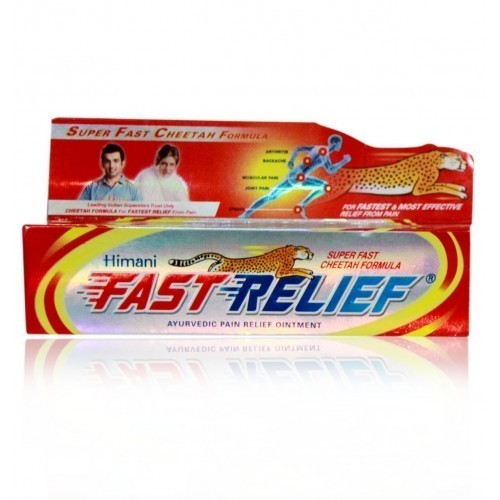 SUPER FAST CHEETAH FORMULA
ARTHRITIS
BACKACHE
MUSCULAR PAIN
JOINT PAIN
SPRAIN
Leading Indian Superstars Trust Only
CHEETAH FORMULA For FASTEST RELIEF From Pain
FOR FASTEST & MOST EFFECTIVE
RELIEF FROM PAIN
Himani
SUPER FAST
CHEETAH FORMULA
FAST RELIEF®
AYURVEDIC PAIN RELIEF OINTMENT